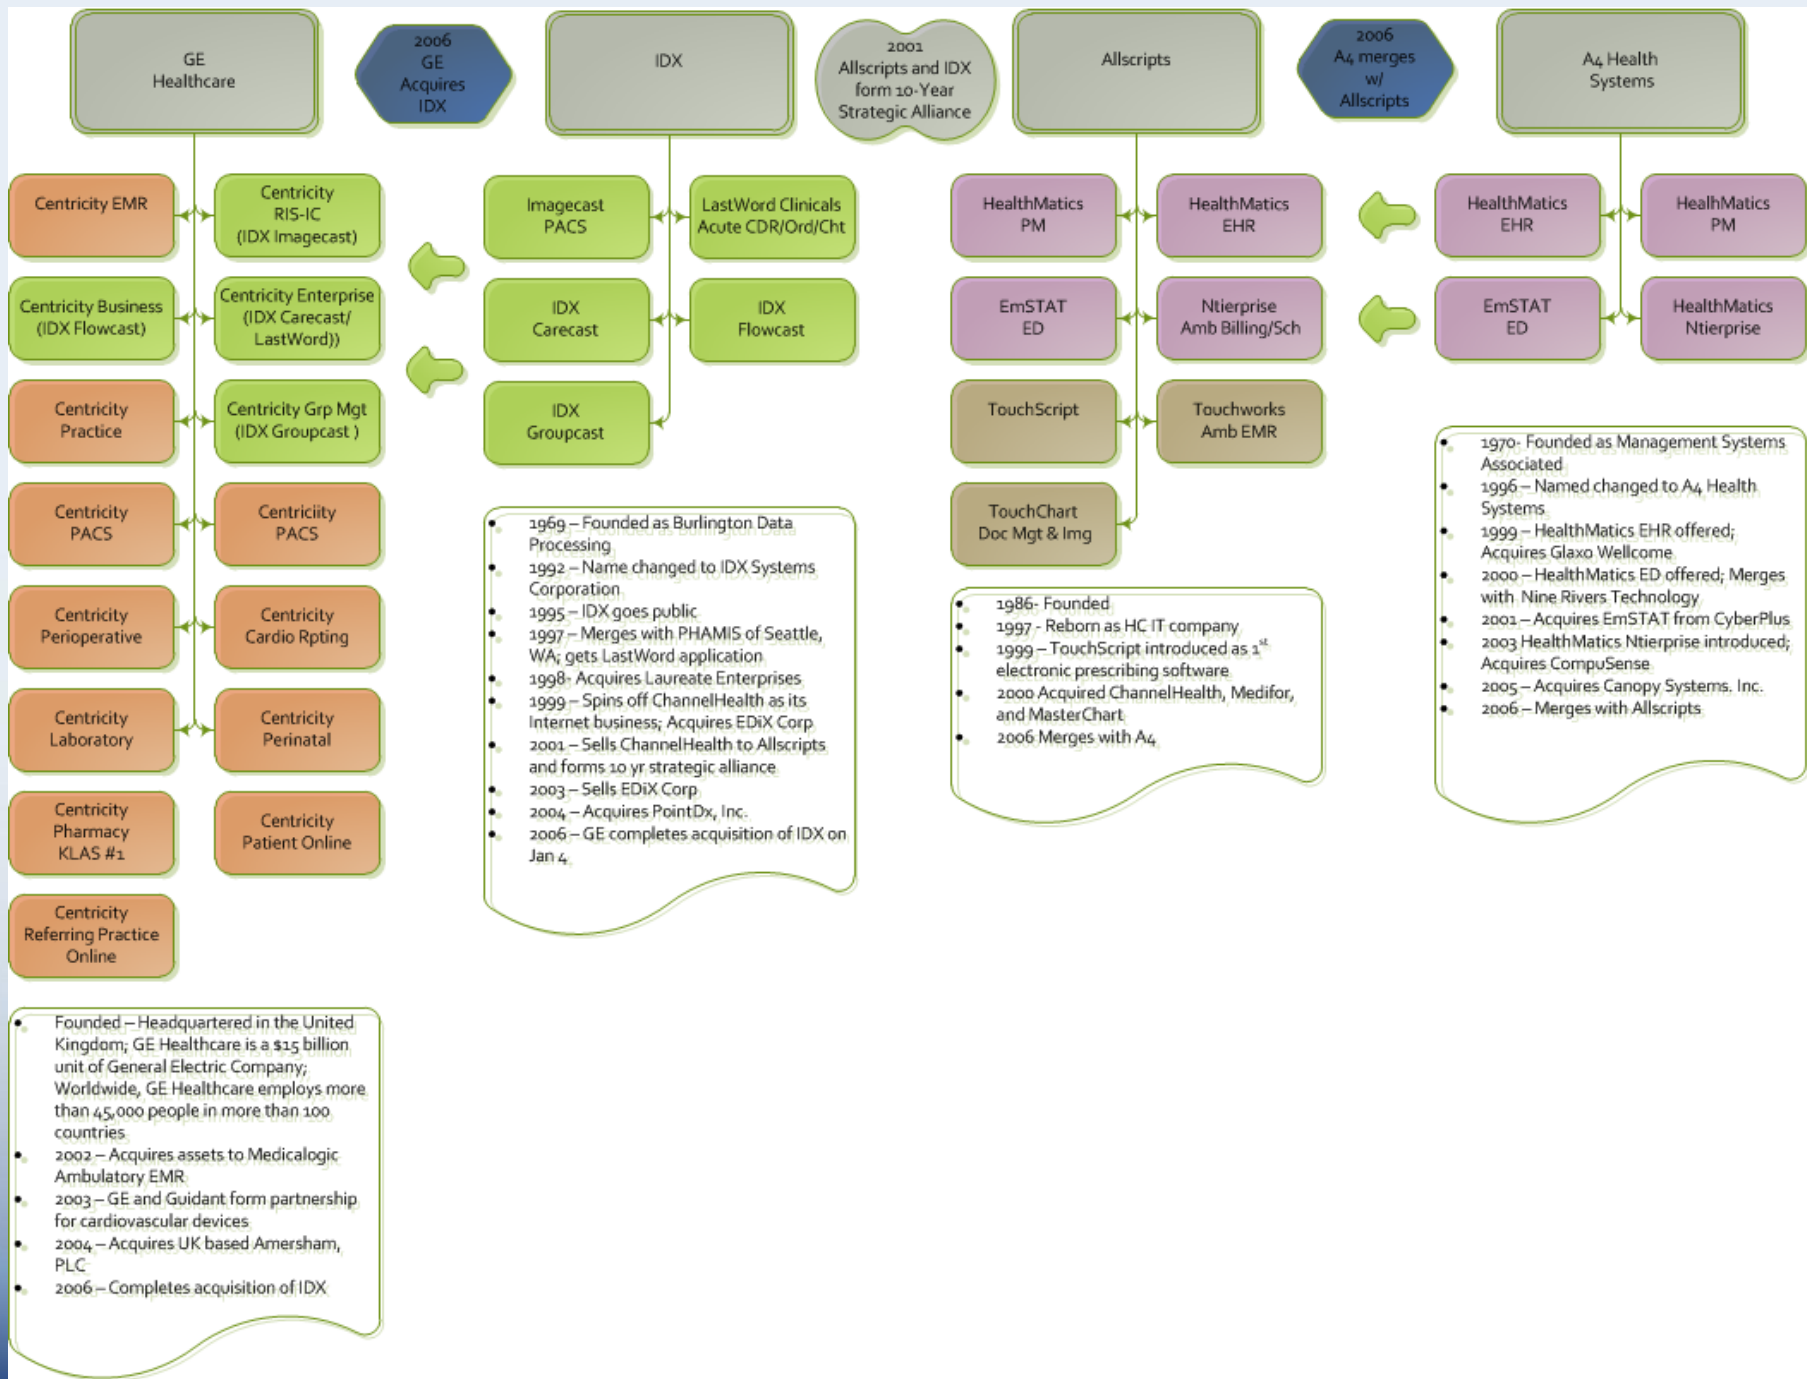 GE
Healthcare
2006
GE
Acquires
IDX
IDX
2001
Allscripts and IDX
form 10-Year
Strategic Alliance
Allscripts
2006
A4 merges
w/
Allscripts
A4 Health
Systems
Centricity EMR
Centricity
RIS-IC
(IDX Imagecast)
Centricity Business
(IDX Flowcast)
Centricity Enterprise
(IDX Carecast/
LastWord))
Centricity
Practice
Centricity Grp Mgt
(IDX Groupcast )
Centricity
PACS
Centriciity
PACS
Centricity
Perioperative
Centricity
Cardio Rpting
Centricity
Laboratory
Centricity
Perinatal
Centricity
Pharmacy
KLAS #1
Centricity
Patient Online
Centricity
Referring Practice
Online
• Founded – Headquartered in the United
Kingdom; GE Healthcare is a $15 billion
unit of General Electric Company;
Worldwide, GE Healthcare employs more
than 45,000 people in more than 100
countries
• 2002 – Acquires assets to Medicalogic
Ambulatory EMR
• 2003 – GE and Guidant form partnership
for cardiovascular devices
• 2004 – Acquires UK based Amersham,
PLC
• 2006 – Completes acquisition of IDX
Imagecast
PACS
LastWord Clinicals
Acute CDR/Ord/Cht
IDX
Carecast
IDX
Flowcast
IDX
Groupcast
• 1969 – Founded as Burlington Data
Processing
• 1992 – Name changed to IDX Systems
Corporation
• 1995 – IDX goes public
• 1997 – Merges with PHAMIS of Seattle,
WA; gets LastWord application
• 1998- Acquires Laureate Enterprises
• 1999 – Spins off ChannelHealth as its
Internet business; Acquires EDiX Corp
• 2001 – Sells ChannelHealth to Allscripts
and forms 10 yr strategic alliance
• 2003 – Sells EDiX Corp
• 2004 – Acquires PointDx, Inc.
• 2006 – GE completes acquisition of IDX on
Jan 4
HealthMatics
PM
HealthMatics
EHR
EmSTAT
ED
Ntierprise
Amb Billing/Sch
TouchScript
Touchworks
Amb EMR
TouchChart
Doc Mgt & Img
• 1986- Founded
• 1997 - Reborn as HC IT company
• 1999 – TouchScript introduced as 1st
electronic prescribing software
• 2000 Acquired ChannelHealth, Medifor,
and MasterChart
• 2006 Merges with A4
HealthMatics
EHR
HealhMatics
PM
EmSTAT
ED
HealthMatics
Ntierprise
• 1970- Founded as Management Systems
Associated
• 1996 – Named changed to A4 Health
Systems
• 1999 – HealthMatics EHR offered;
Acquires Glaxo Wellcome
• 2000 – HealthMatics ED offered; Merges
with Nine Rivers Technology
• 2001 – Acquires EmSTAT from CyberPlus
• 2003 HealthMatics Ntierprise introduced;
Acquires CompuSense
• 2005 – Acquires Canopy Systems. Inc.
• 2006 – Merges with Allscripts